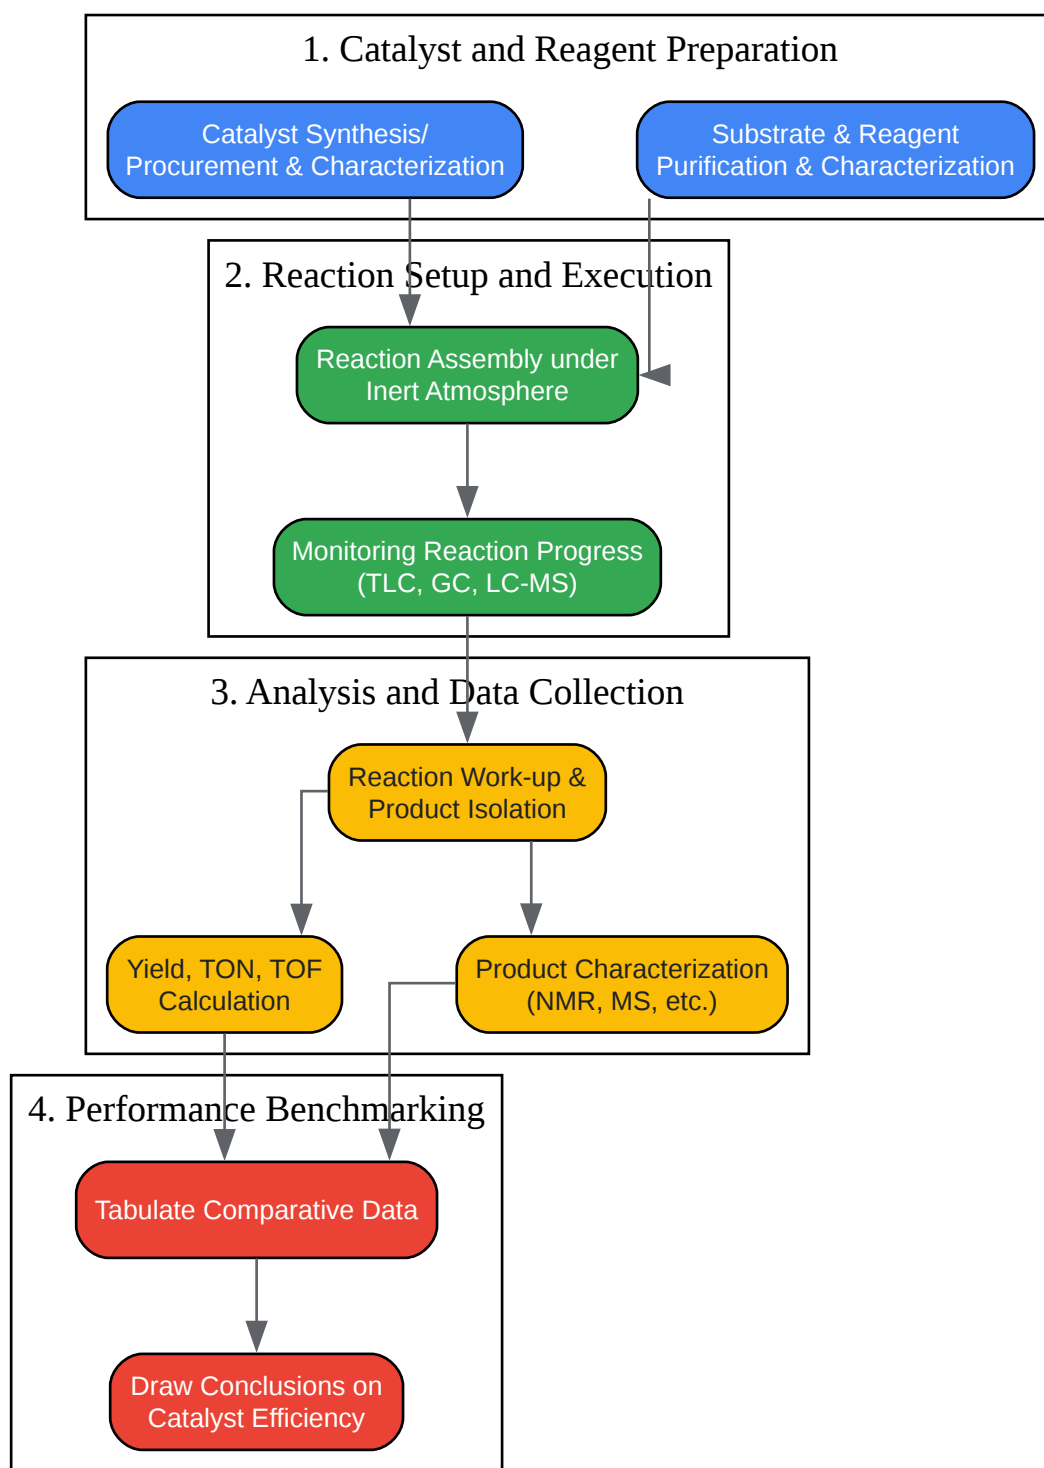 1. Catalyst and Reagent Preparation
Catalyst Synthesis/
Procurement & Characterization
Substrate & Reagent
Purification & Characterization
2. Reaction Setup and Execution
Reaction Assembly under
Inert Atmosphere
Monitoring Reaction Progress
(TLC, GC, LC-MS)
3. Analysis and Data Collection
Reaction Work-up &
Product Isolation
Yield, TON, TOF
Calculation
Product Characterization
(NMR, MS, etc.)
4. Performance Benchmarking
Tabulate Comparative Data
Draw Conclusions on
Catalyst Efficiency